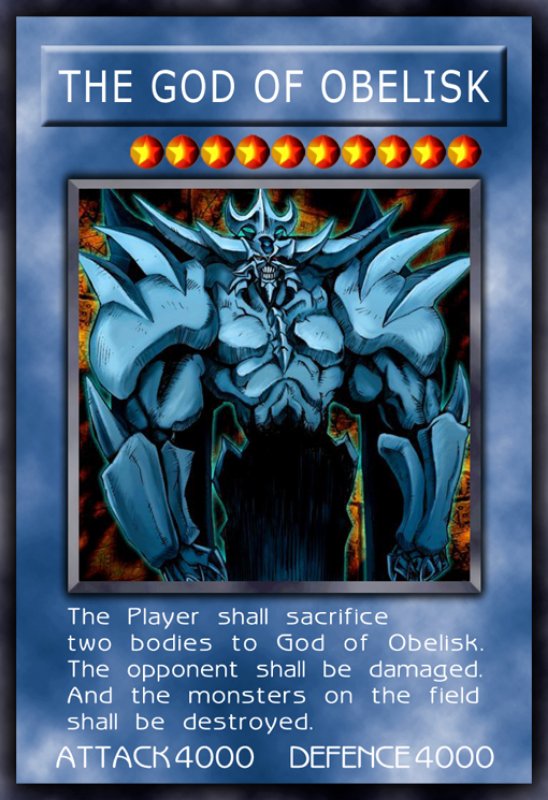 THE GOD OF OBELISK
The Player shall sacrifice
two bodies to God of Obelisk.
The opponent shall be damaged.
And the monsters on the field
shall be destroyed.
ATTACK4000 DEFENCE4000